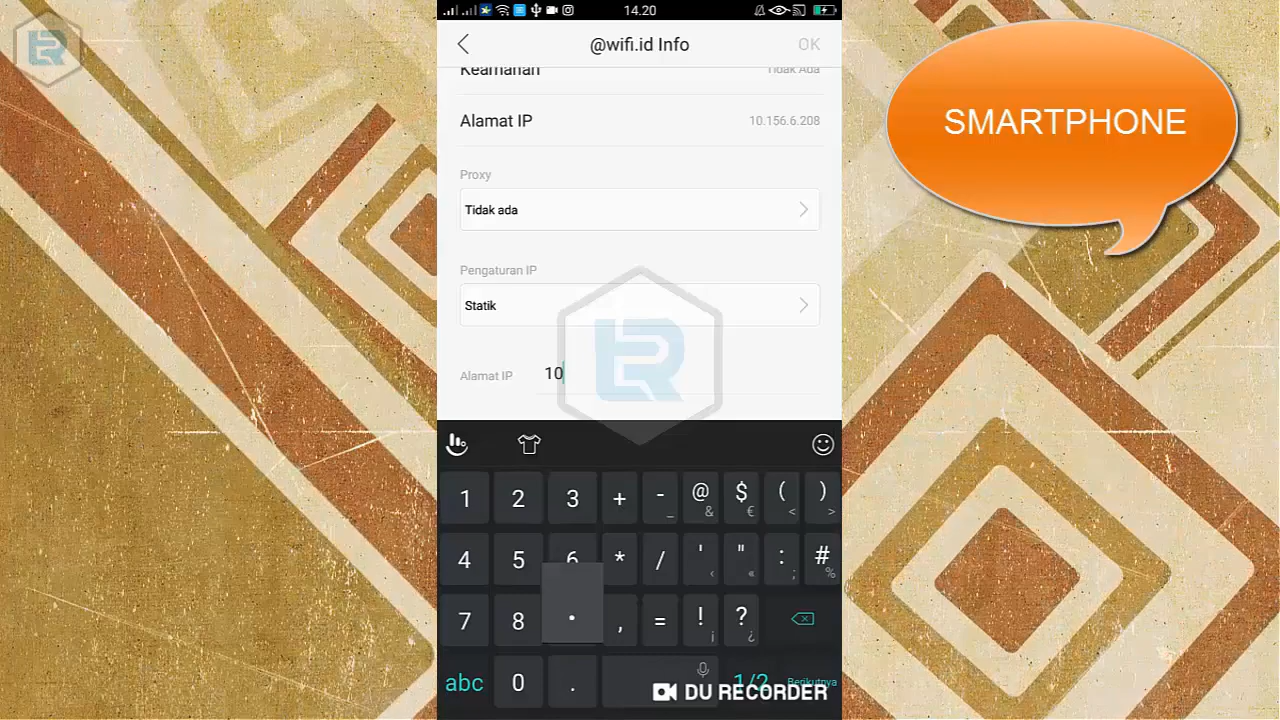 14.20
@wifi.id Info
OK
Keamanan
Tidak Ada
Alamat IP
10.156.6.208
Proxy
Tidak ada
Pengaturan IP
Statik
Alamat IP
10
1 2 3 + - _ @ & $ € ( < ) >
4 5 6 * / ' ‹ " « : ; # %
7 8 . , = ! ¡ ? ¿
abc 0 . 1/2 Berikutnya
DU RECORDER
SMARTPHONE